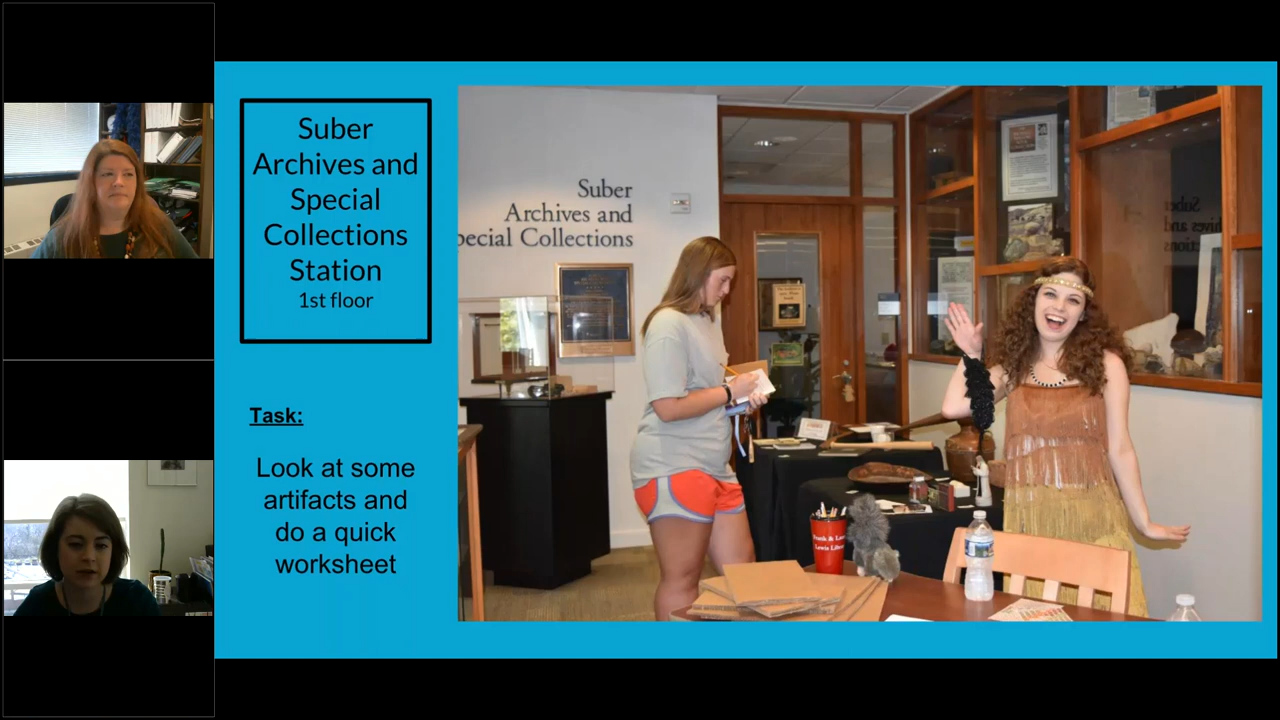 Suber
Archives and
Special
Collections
Station
1st floor
Task:
Look at some
artifacts and
do a quick
worksheet
Suber
Archives and
pecial Collections